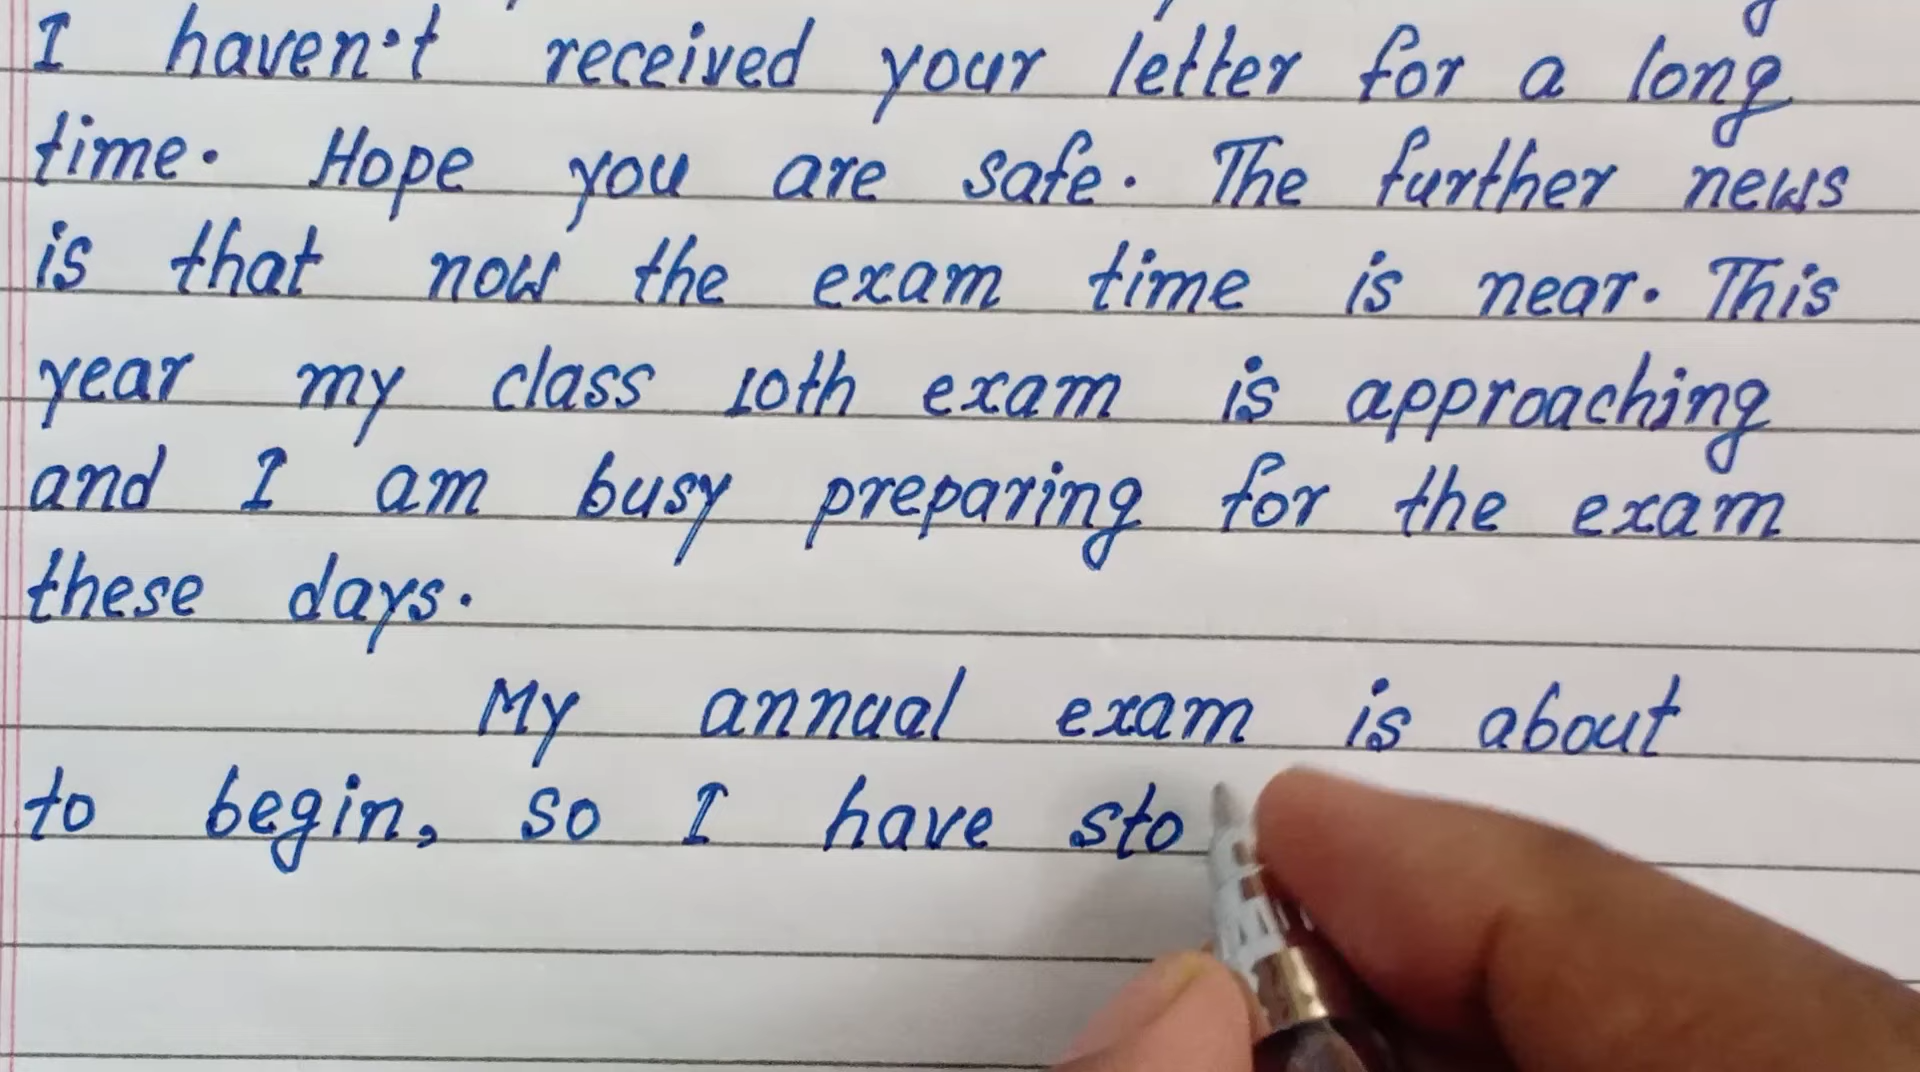 I haven't received your letter for a long
time. Hope you are safe. The further news
is that now the exam time is near. This
year my class 10th exam is approaching
and I am busy preparing for the exam
these days.
My annual exam is about
to begin, so I have sto